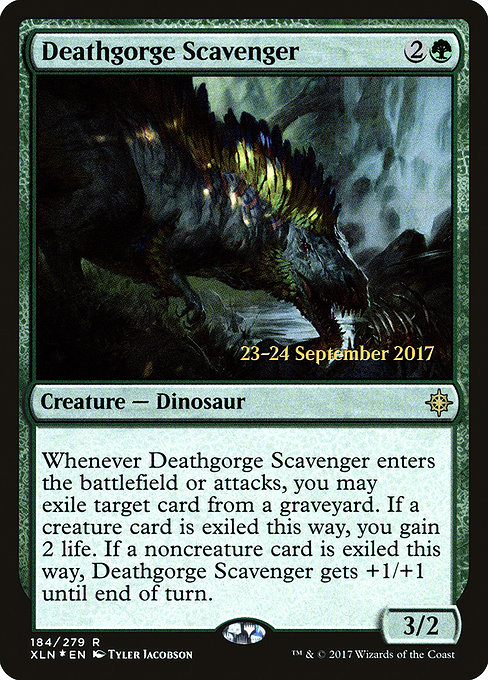 Deathgorge Scavenger 2
23–24 September 2017
Creature — Dinosaur
Whenever Deathgorge Scavenger enters
the battlefield or attacks, you may
exile target card from a graveyard. If a
creature card is exiled this way, you gain
2 life. If a noncreature card is exiled this
way, Deathgorge Scavenger gets +1/+1
until end of turn.
3/2
184/279 R
XLN★EN Tyler Jacobson ™ & © 2017 Wizards of the Coast